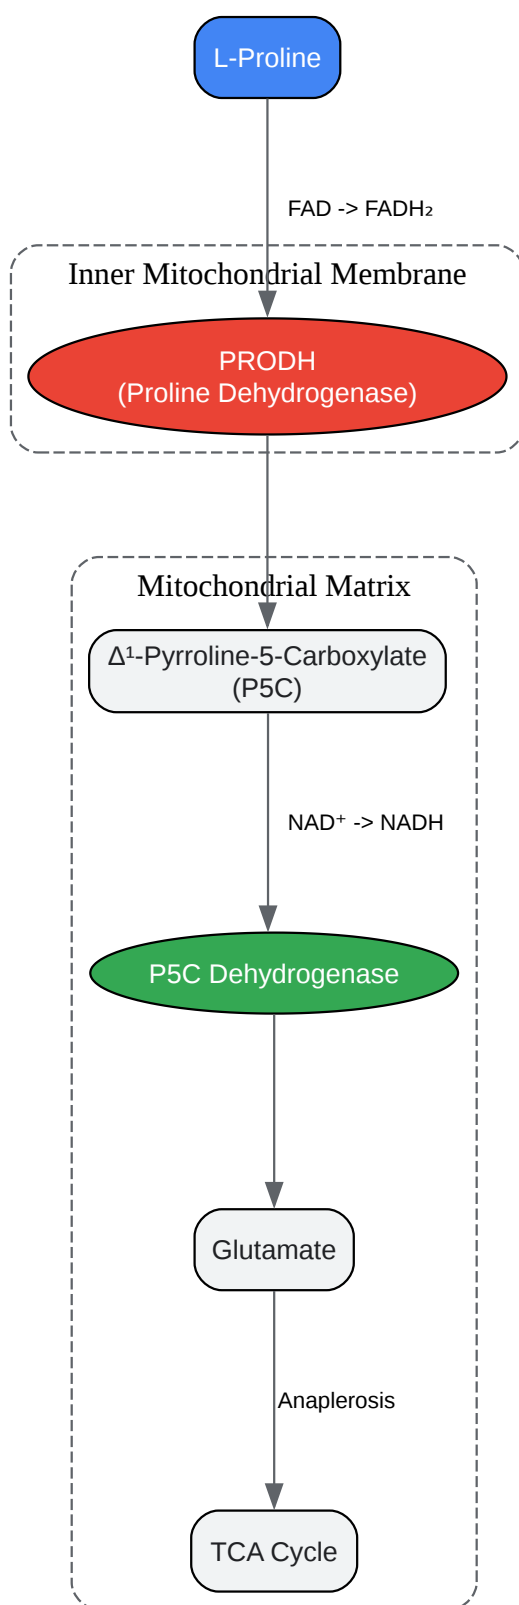 L-Proline
FAD -> FADH₂
Inner Mitochondrial Membrane
PRODH
(Proline Dehydrogenase)
Mitochondrial Matrix
Δ¹-Pyrroline-5-Carboxylate
(P5C)
NAD⁺ -> NADH
P5C Dehydrogenase
Glutamate
Anaplerosis
TCA Cycle